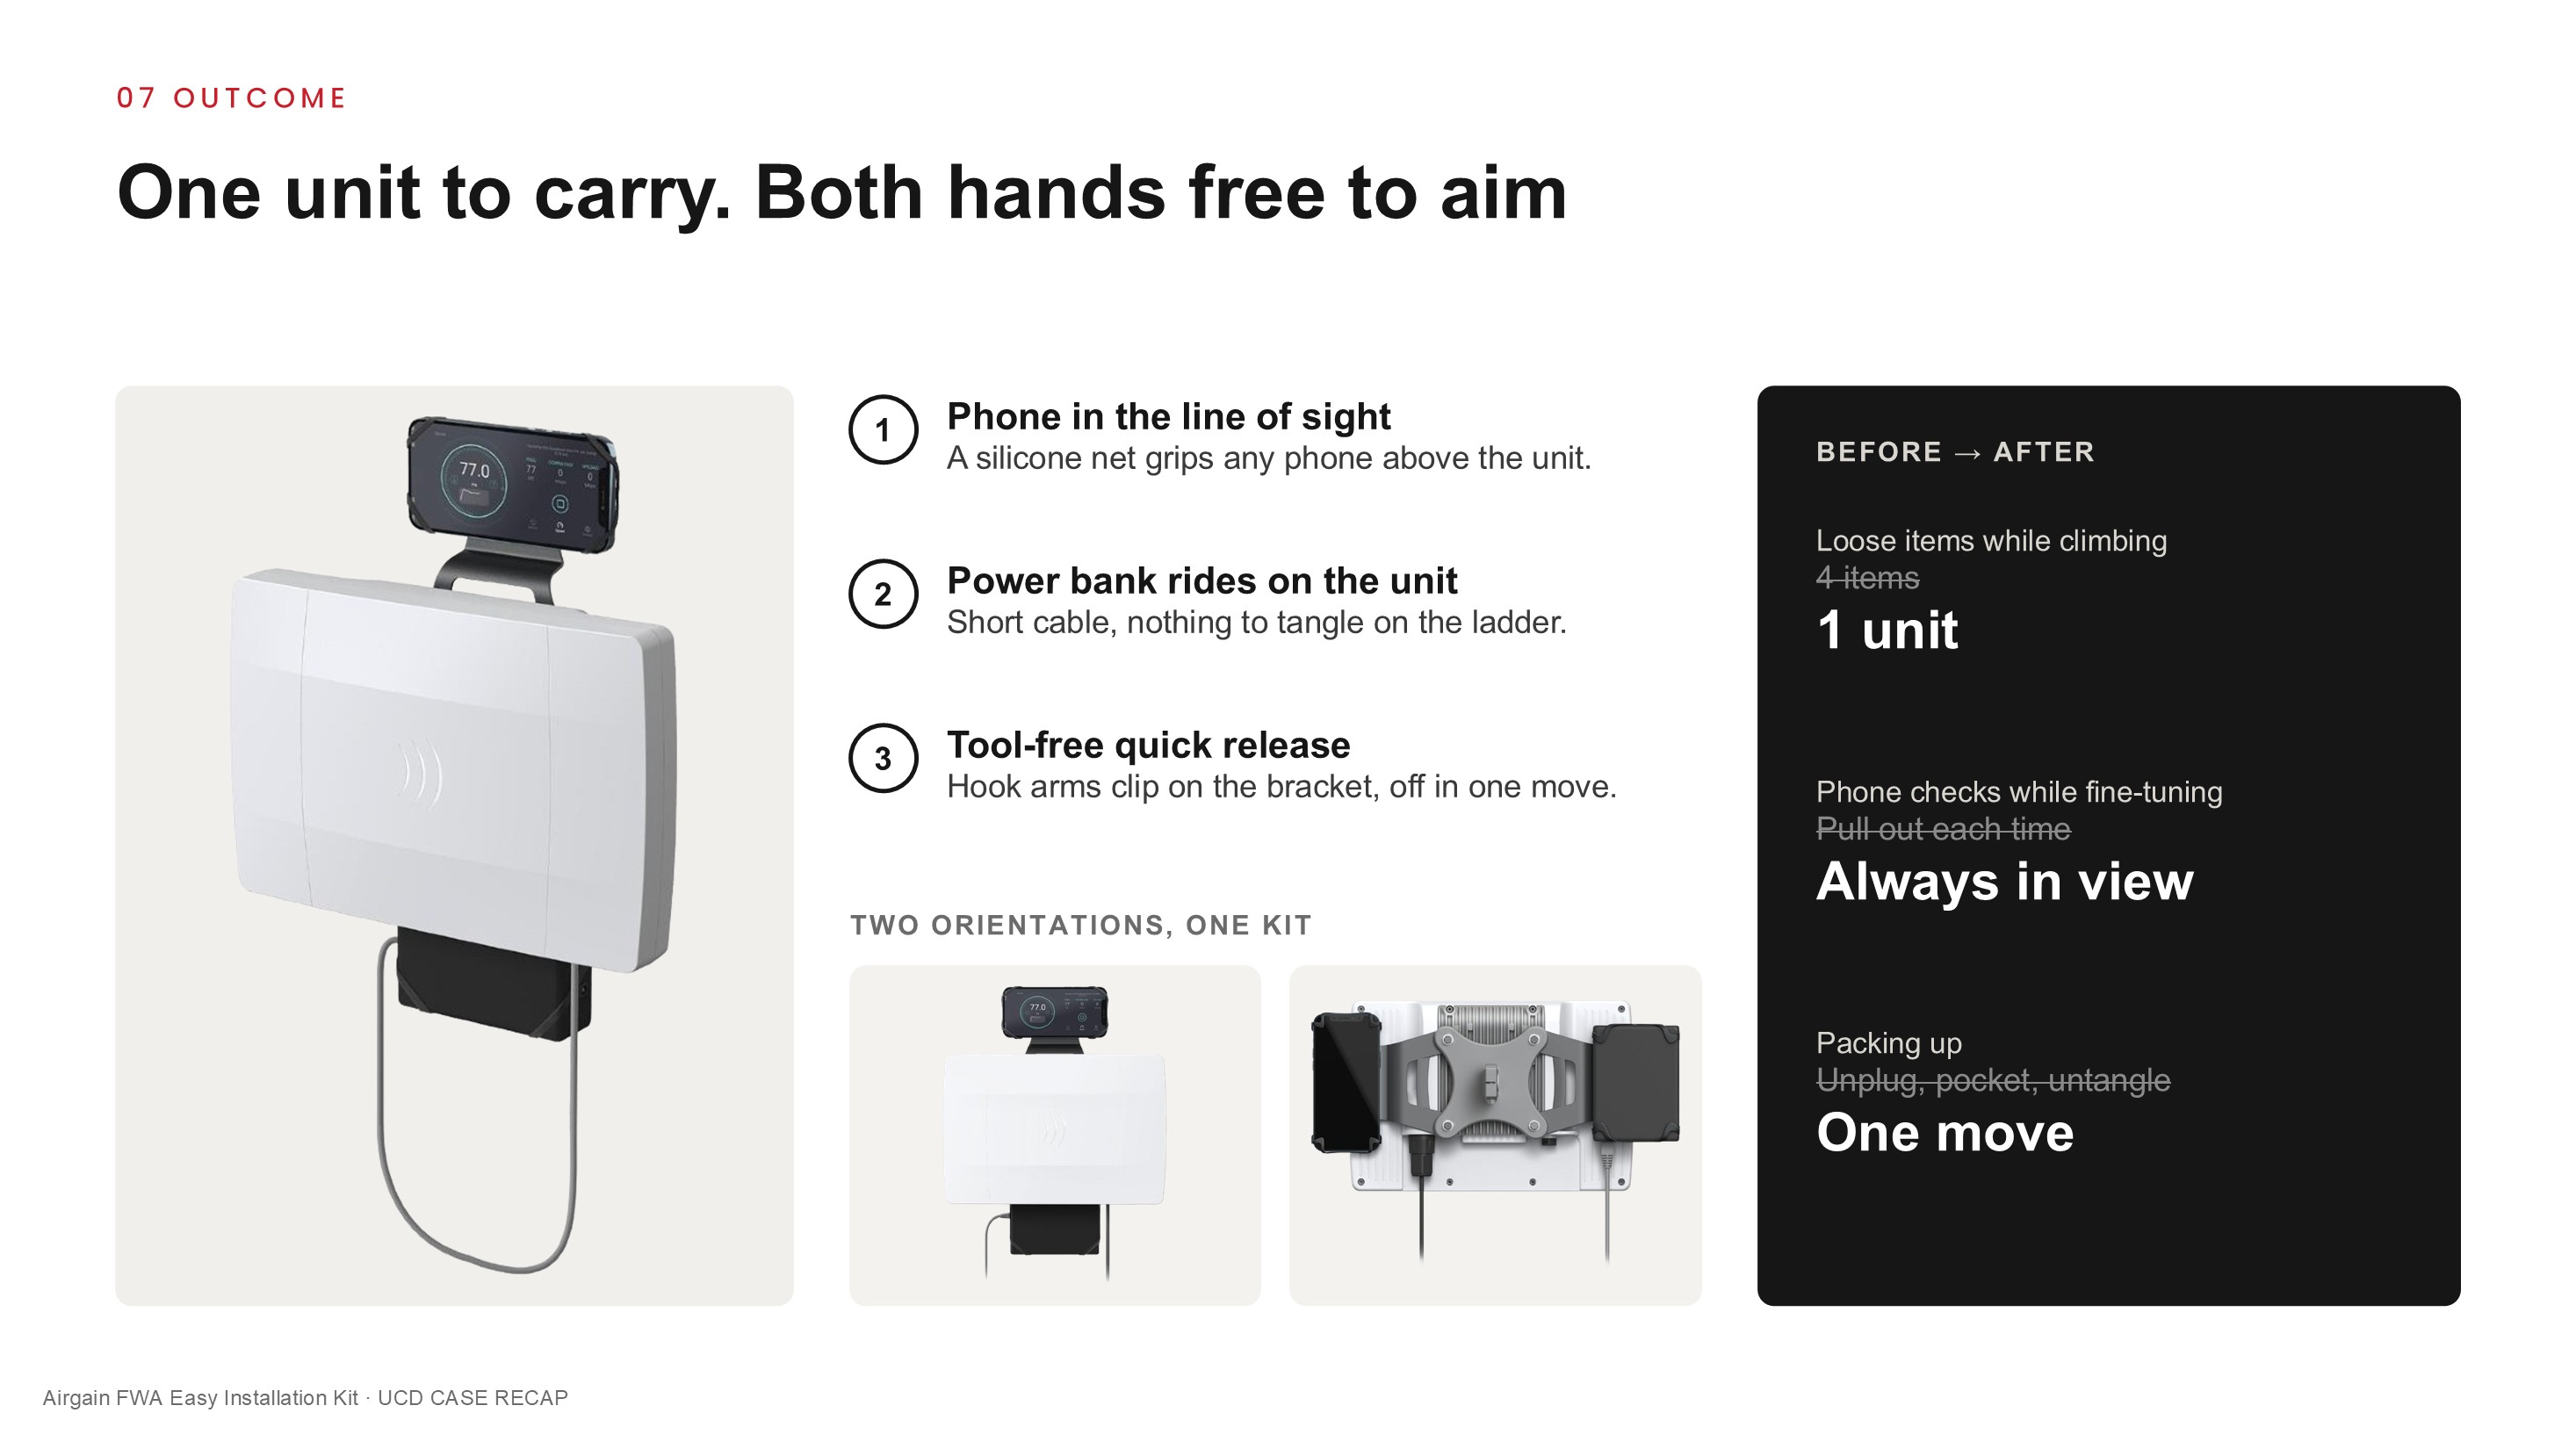 07 OUTCOME
One unit to carry. Both hands free to aim
77.0
77
0
0
1
Phone in the line of sight
A silicone net grips any phone above the unit.
2
Power bank rides on the unit
Short cable, nothing to tangle on the ladder.
3
Tool-free quick release
Hook arms clip on the bracket, off in one move.
TWO ORIENTATIONS, ONE KIT
77.0
BEFORE → AFTER
Loose items while climbing
4 items
1 unit
Phone checks while fine-tuning
Pull out each time
Always in view
Packing up
Unplug, pocket, untangle
One move
Airgain FWA Easy Installation Kit · UCD CASE RECAP